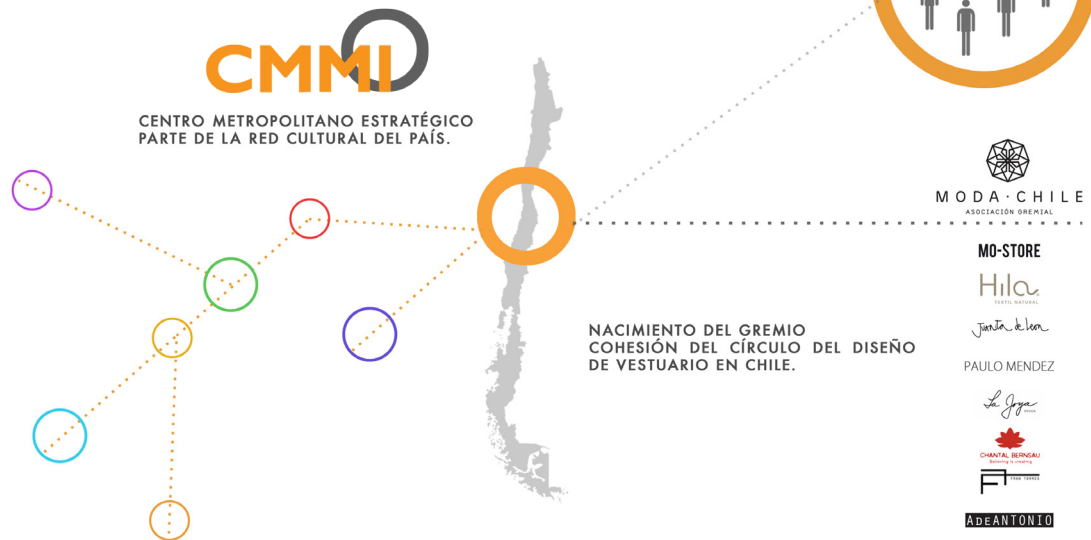 CMMI
CENTRO METROPOLITANO ESTRATÉGICO
PARTE DE LA RED CULTURAL DEL PAÍS.
MODA·CHILE
ASOCIACIÓN GREMIAL
MO-STORE
Hila
TEXTIL NATURAL
NACIMIENTO DEL GREMIO
COHESIÓN DEL CÍRCULO DEL DISEÑO
DE VESTUARIO EN CHILE.
Juanita de leon
PAULO MENDEZ
La Joya
CHANTAL BERNSAU
Believing is creating
FRAN TORRES
ADEANTONIO